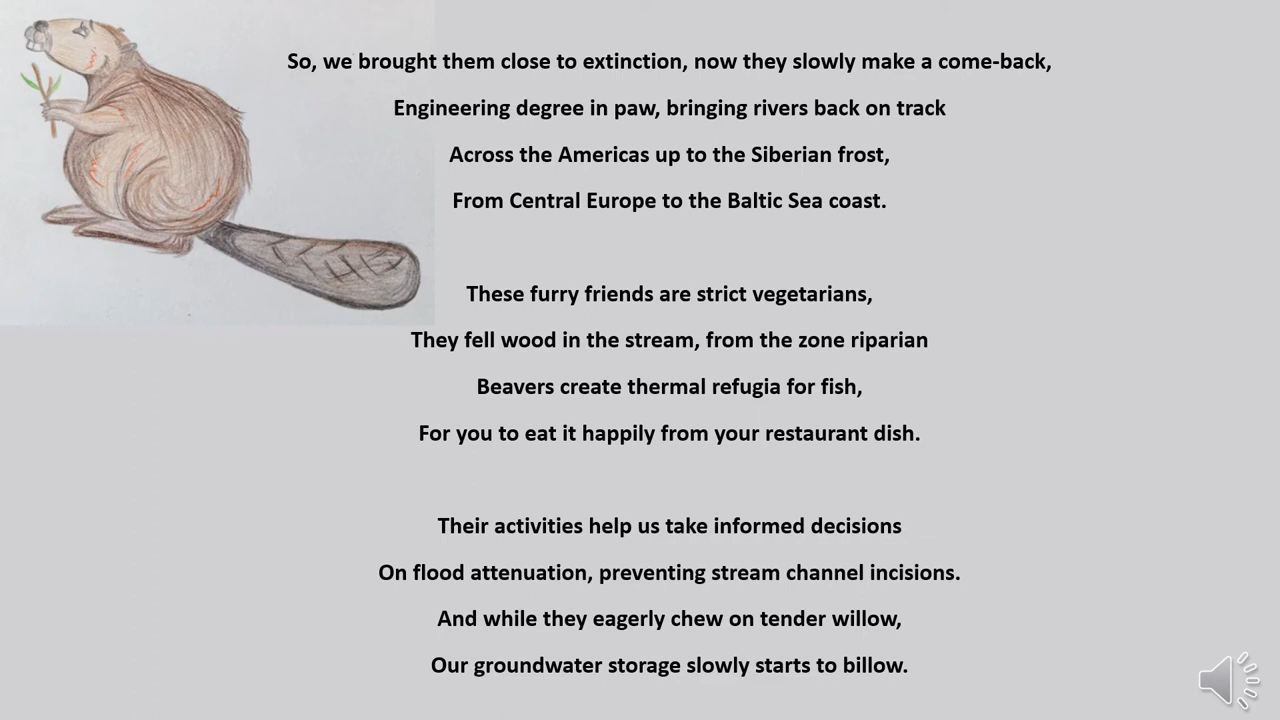 So, we brought them close to extinction, now they slowly make a come-back,
Engineering degree in paw, bringing rivers back on track
Across the Americas up to the Siberian frost,
From Central Europe to the Baltic Sea coast.
These furry friends are strict vegetarians,
They fell wood in the stream, from the zone riparian
Beavers create thermal refugia for fish,
For you to eat it happily from your restaurant dish.
Their activities help us take informed decisions
On flood attenuation, preventing stream channel incisions.
And while they eagerly chew on tender willow,
Our groundwater storage slowly starts to billow.